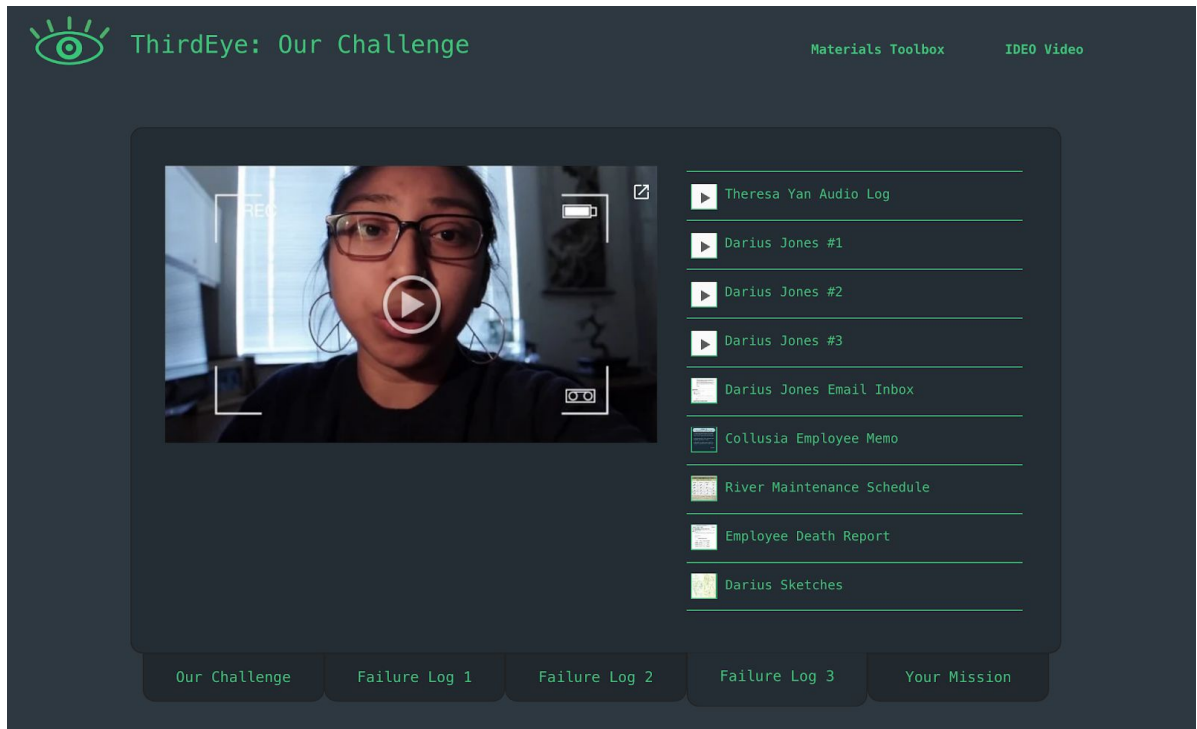 ThirdEye: Our Challenge
Materials Toolbox
IDEO Video
REC
Theresa Yan Audio Log
Darius Jones #1
Darius Jones #2
Darius Jones #3
Darius Jones Email Inbox
Collusia Employee Memo
River Maintenance Schedule
Employee Death Report
Darius Sketches
Our Challenge
Failure Log 1
Failure Log 2
Failure Log 3
Your Mission